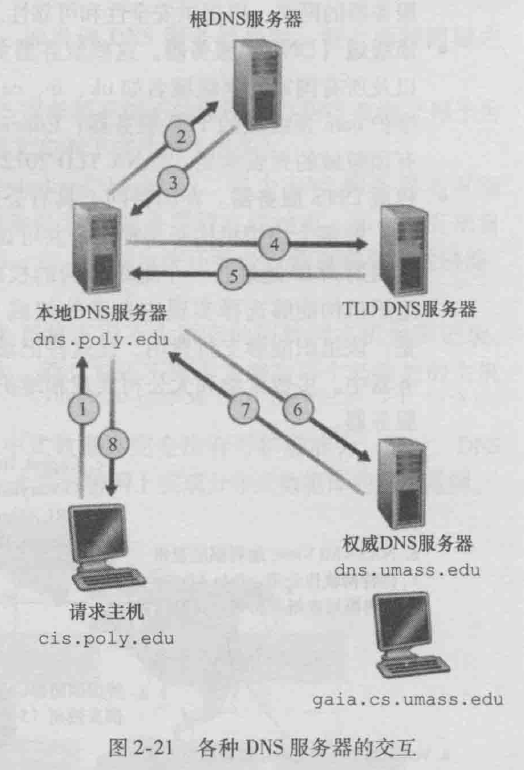 根DNS服务器
2
3
4
5
本地DNS服务器
dns.poly.edu
TLD DNS服务器
1
8
7
6
请求主机
cis.poly.edu
权威DNS服务器
dns.umass.edu
gaia.cs.umass.edu
图 2-21 各种 DNS 服务器的交互